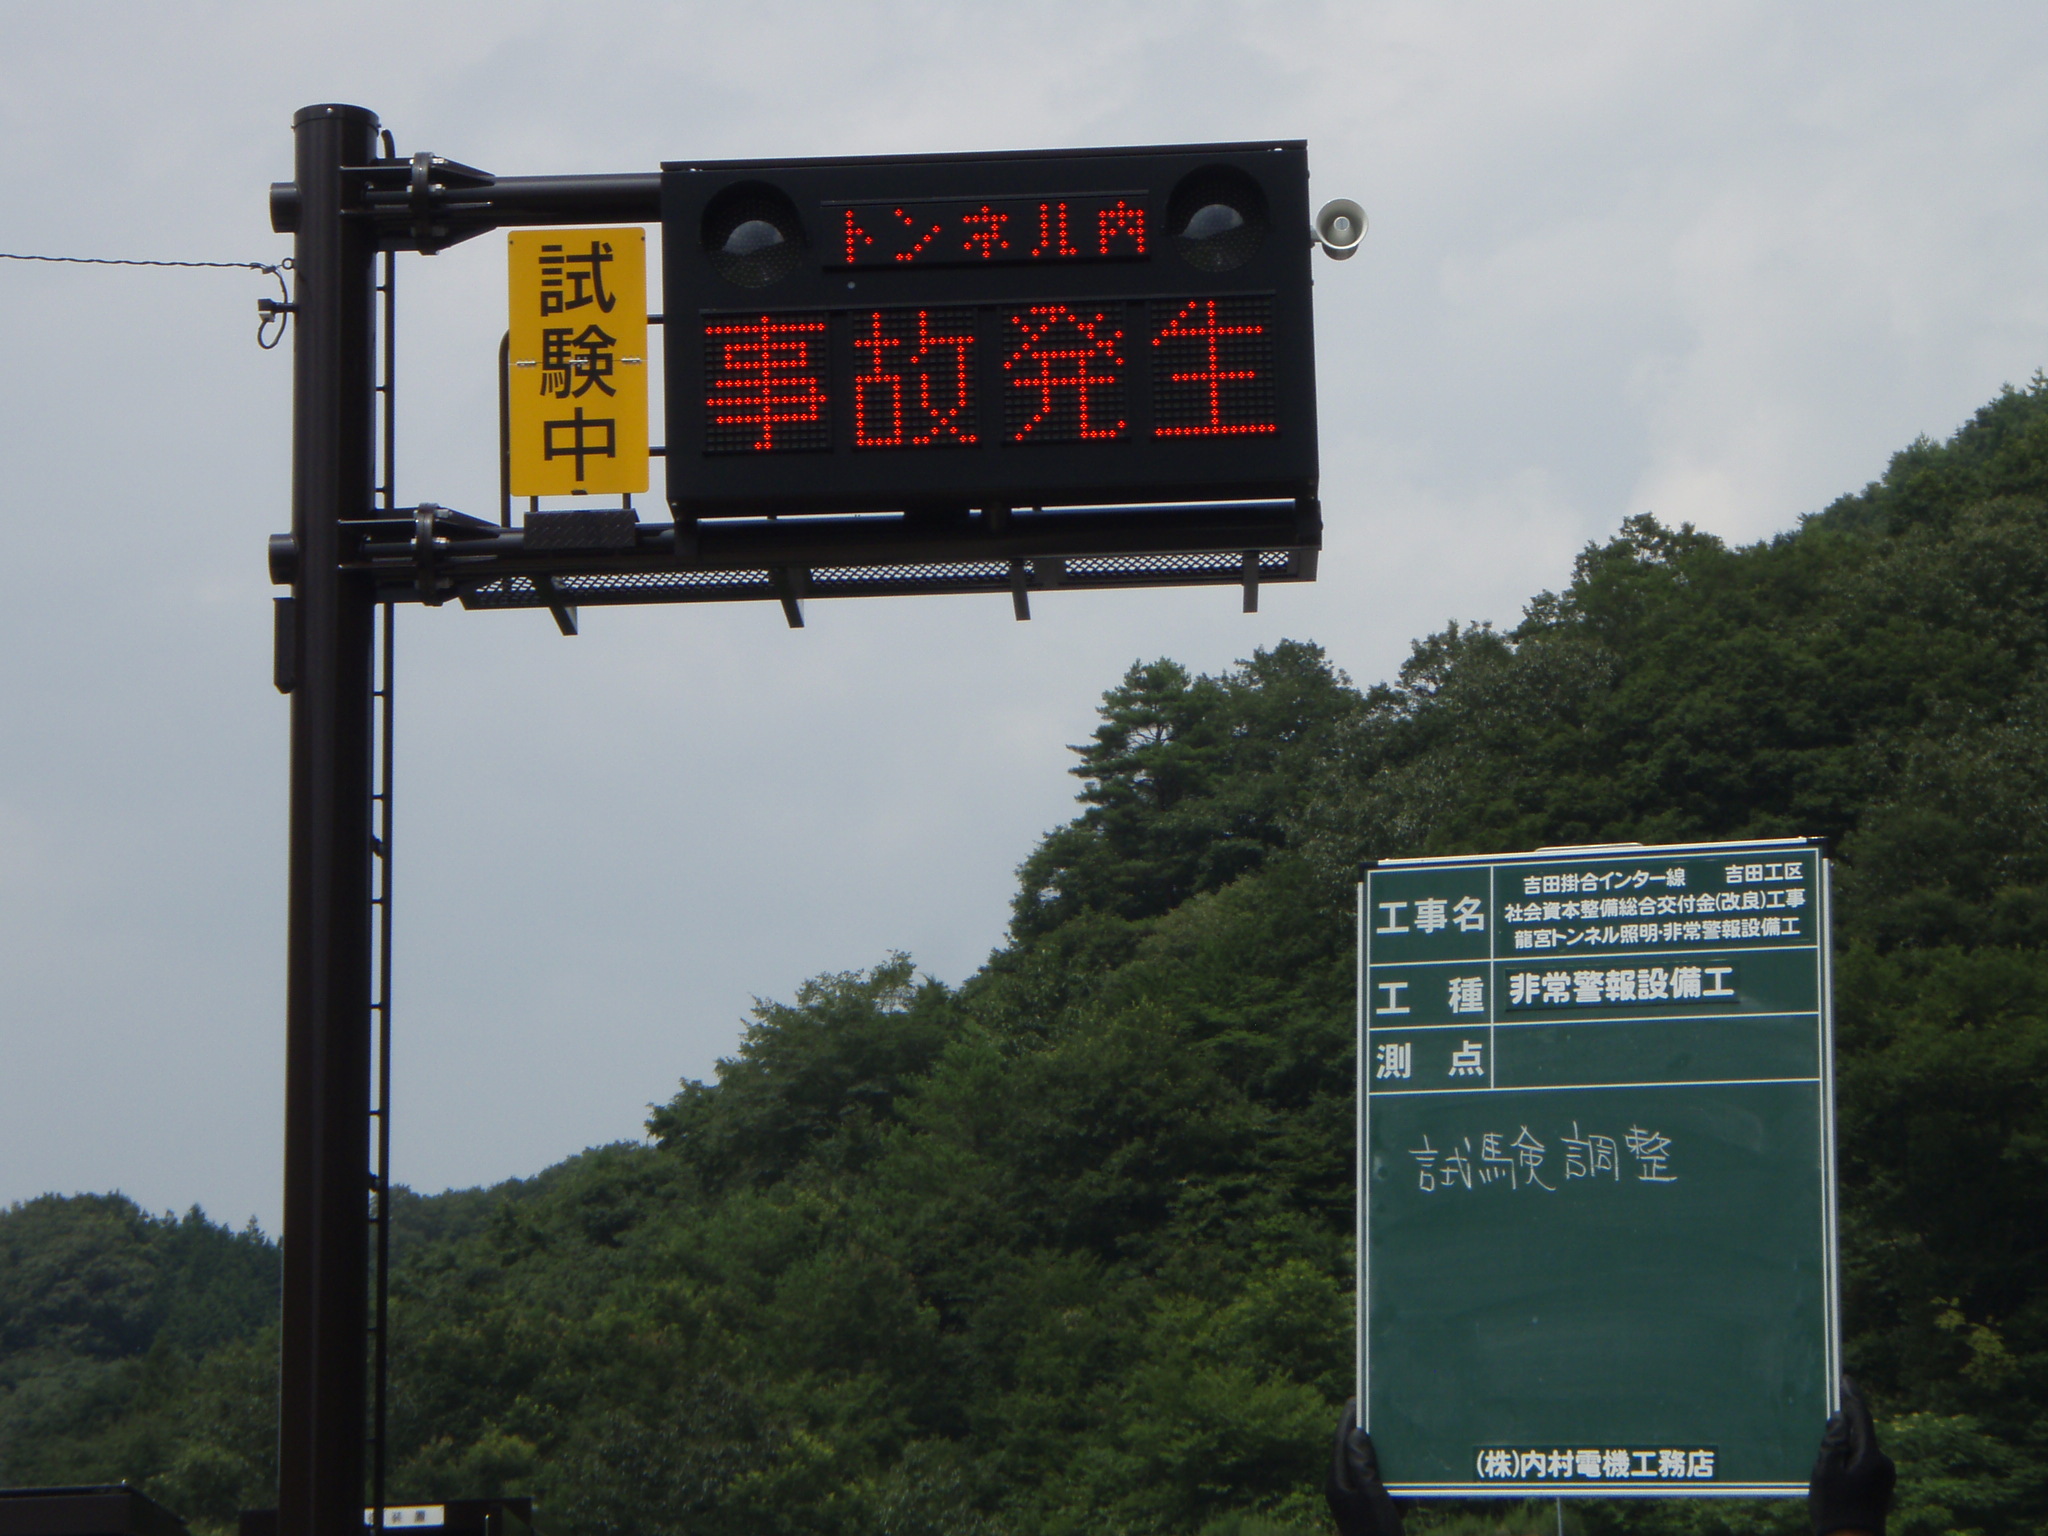 トンネル内
事故発生
試験中
工事名
吉田掛合インター線 吉田工区
社会資本整備総合交付金(改良)工事
龍宮トンネル照明・非常警報設備工
工種
非常警報設備工
測点
試験調整
(株)内村電機工務店